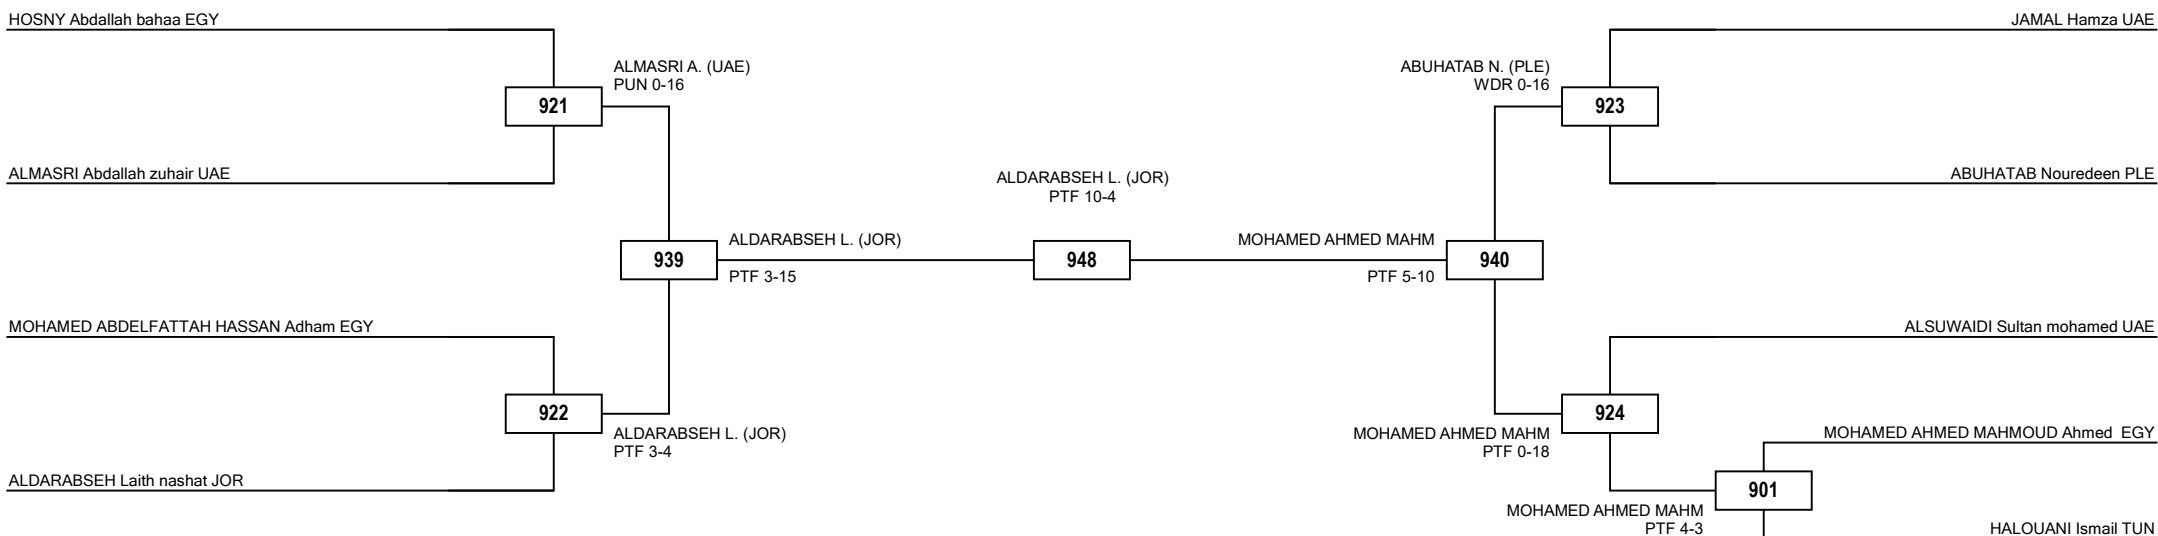 HOSNY Abdallah bahaa EGY
JAMAL Hamza UAE
ALMASRI A. (UAE)
PUN 0-16
ABUHATAB N. (PLE)
WDR 0-16
921
923
ALMASRI Abdallah zuhair UAE
ABUHATAB Nouredeen PLE
ALDARABSEH L. (JOR)
PTF 10-4
939
ALDARABSEH L. (JOR)
PTF 3-15
948
MOHAMED AHMED MAHM
PTF 5-10
940
MOHAMED ABDELFATTAH HASSAN Adham EGY
ALSUWAIDI Sultan mohamed UAE
922
924
ALDARABSEH L. (JOR)
PTF 3-4
MOHAMED AHMED MAHM
PTF 0-18
MOHAMED AHMED MAHMOUD Ahmed  EGY
ALDARABSEH Laith nashat JOR
901
MOHAMED AHMED MAHM
PTF 4-3
HALOUANI Ismail TUN